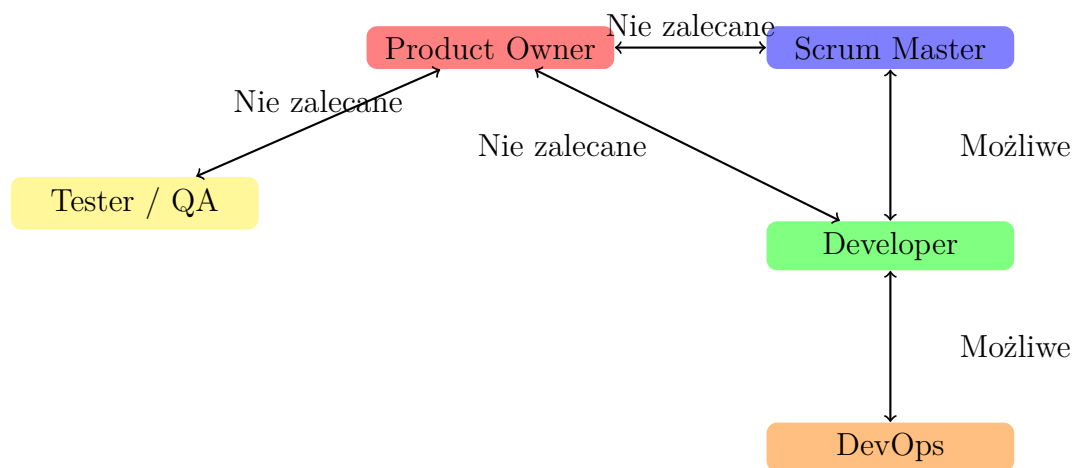 Nie zalecane
Product Owner
Scrum Master
Nie zalecane
Nie zalecane
Możliwe
Tester / QA
Developer
Możliwe
DevOps